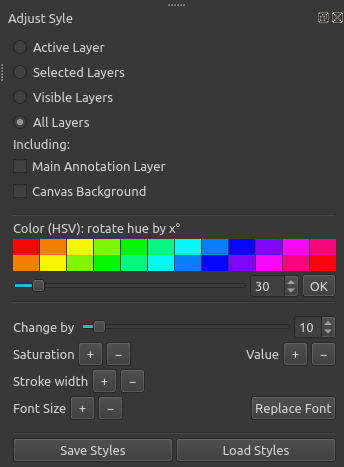 Adjust Syle
Active Layer
Selected Layers
Visible Layers
All Layers
Including:
Main Annotation Layer
Canvas Background
Color (HSV): rotate hue by x°
30 OK
Change by 10
Saturation + − Value + −
Stroke width + −
Font Size + − Replace Font
Save Styles Load Styles